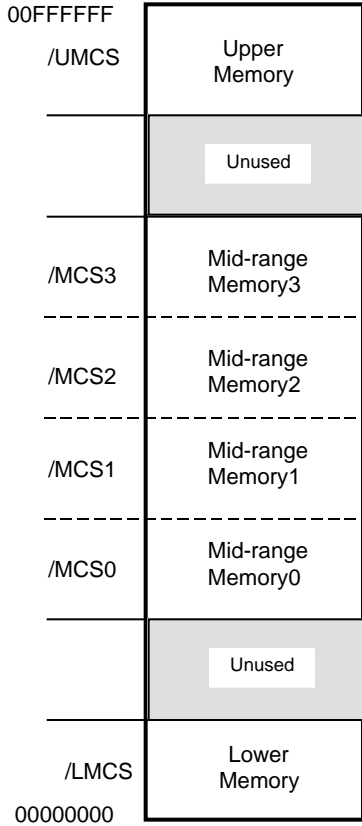 00FFFFFF
/UMCS
Upper
Memory
Unused
/MCS3
Mid-range
Memory3
/MCS2
Mid-range
Memory2
/MCS1
Mid-range
Memory1
/MCS0
Mid-range
Memory0
Unused
/LMCS
Lower
Memory
00000000